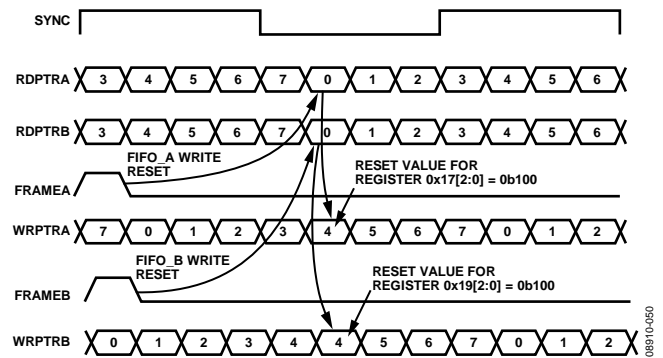 SYNC
RDPTRA 3 4 5 6 7 0 1 2 3 4 5 6
RDPTRB 3 4 5 6 7 0 1 2 3 4 5 6
FIFO_A WRITE
RESET
FRAMEA
RESET VALUE FOR
REGISTER 0x17[2:0] = 0b100
WRPTRA 7 0 1 2 3 4 5 6 7 0 1 2
FIFO_B WRITE
RESET
FRAMEB
RESET VALUE FOR
REGISTER 0x19[2:0] = 0b100
WRPTRB 0 1 2 3 4 4 5 6 7 0 1 2
08910-050